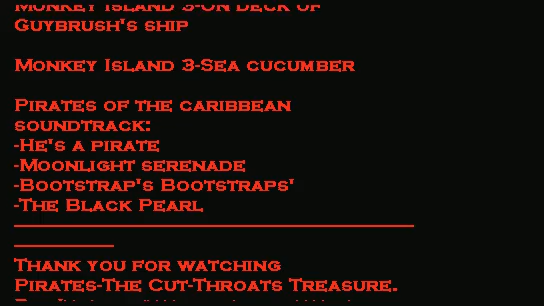 Monkey Island 3-On deck of
Guybrush's ship
Monkey Island 3-Sea cucumber
Pirates of the caribbean
soundtrack:
-He's a pirate
-Moonlight serenade
-Bootstrap's Bootstraps'
-The Black Pearl
Thank you for watching
Pirates-The Cut-Throats Treasure.